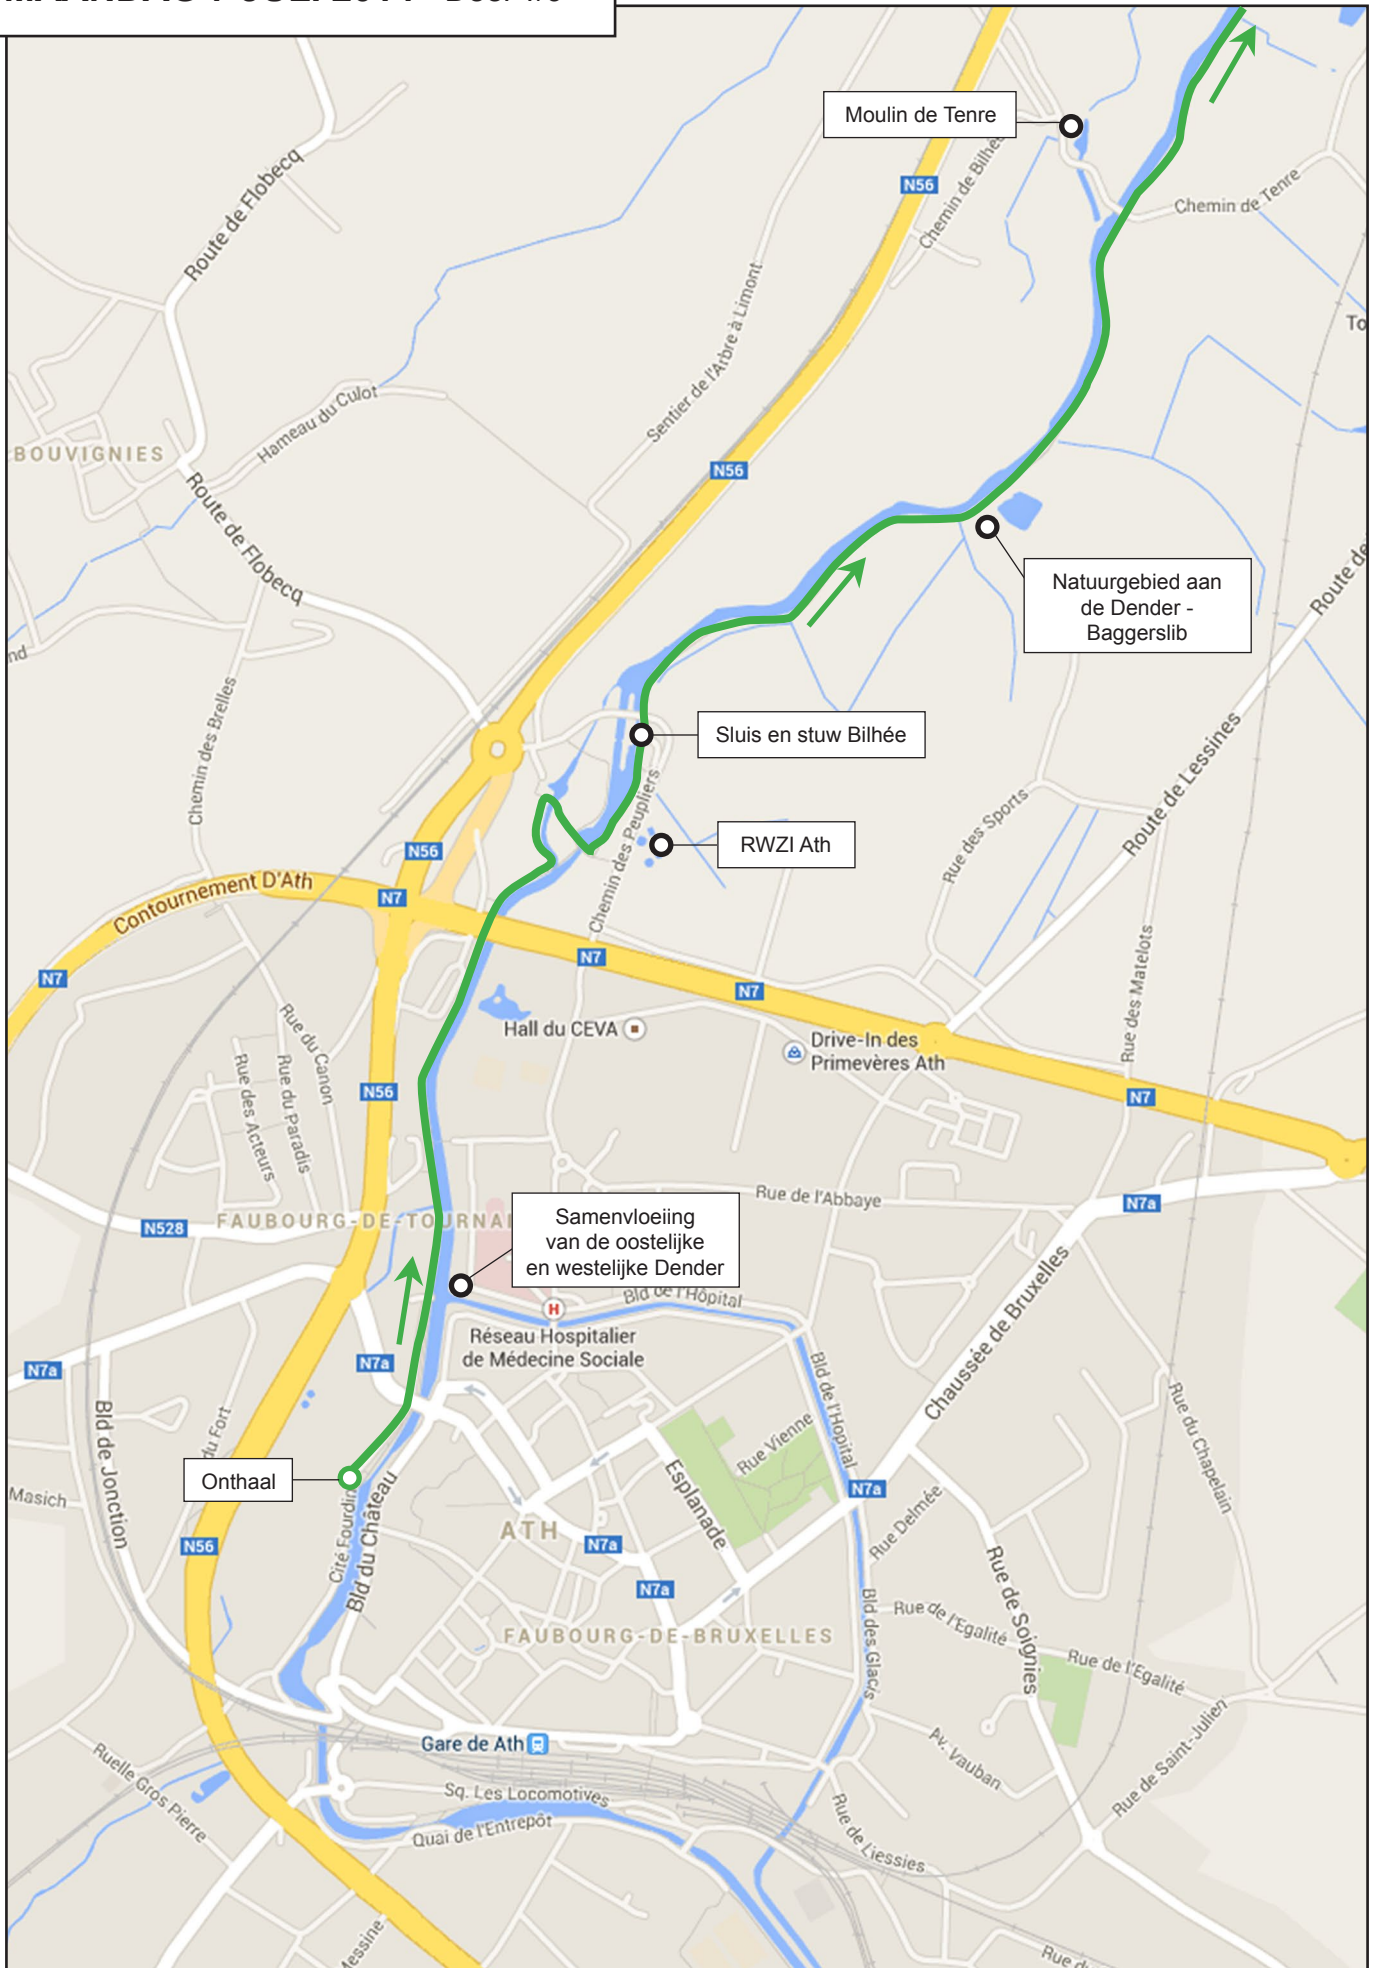 Moulin de Tenre
N56
Chemin de Bilhée
Chemin de Tenre
Route de Flobecq
Sentier de l'Arbre à Limont
To
Hameau du Culot
BOUVIGNIES
N56
Route de Flobecq
Natuurgebied aan
de Dender -
Baggerslib
Route de
nd
Chemin des Brelles
Sluis en stuw Bilhée
Route de Lessines
Chemin des Peupliers
Rue des Sports
RWZI Ath
N56
Contournement D'Ath
N7
N7
N7
N7
Rue des Matelots
Hall du CEVA
Drive-In des
Primevères Ath
Rue du Canon
Rue du Paradis
Rue des Acteurs
N56
N7
Rue de l'Abbaye
N7a
N528
FAUBOURG-DE-TOURNAI
Samenvloeiing
van de oostelijke
en westelijke Dender
Bld de l'Hôpital
H
Réseau Hospitalier
de Médecine Sociale
Chaussée de Bruxelles
N7a
N7a
Bld de l'Hopital
Rue du Chapelain
Bld de Jonction
du Fort
Rue Vienne
Esplanade
Onthaal
Masich
N7a
Cité Fourdin
Bld du Château
ATH
N7a
Rue Delmée
N56
N7a
Rue de Soignies
Bld des Glacis
Rue de l'Egalité
FAUBOURG-DE-BRUXELLES
Rue de l'Egalité
Gare de Ath
Av. Vauban
Rue de Saint-Julien
Ruelle Gros Pierre
Sq. Les Locomotives
Quai de l'Entrepôt
Rue de Liessies
Messine
Rue d